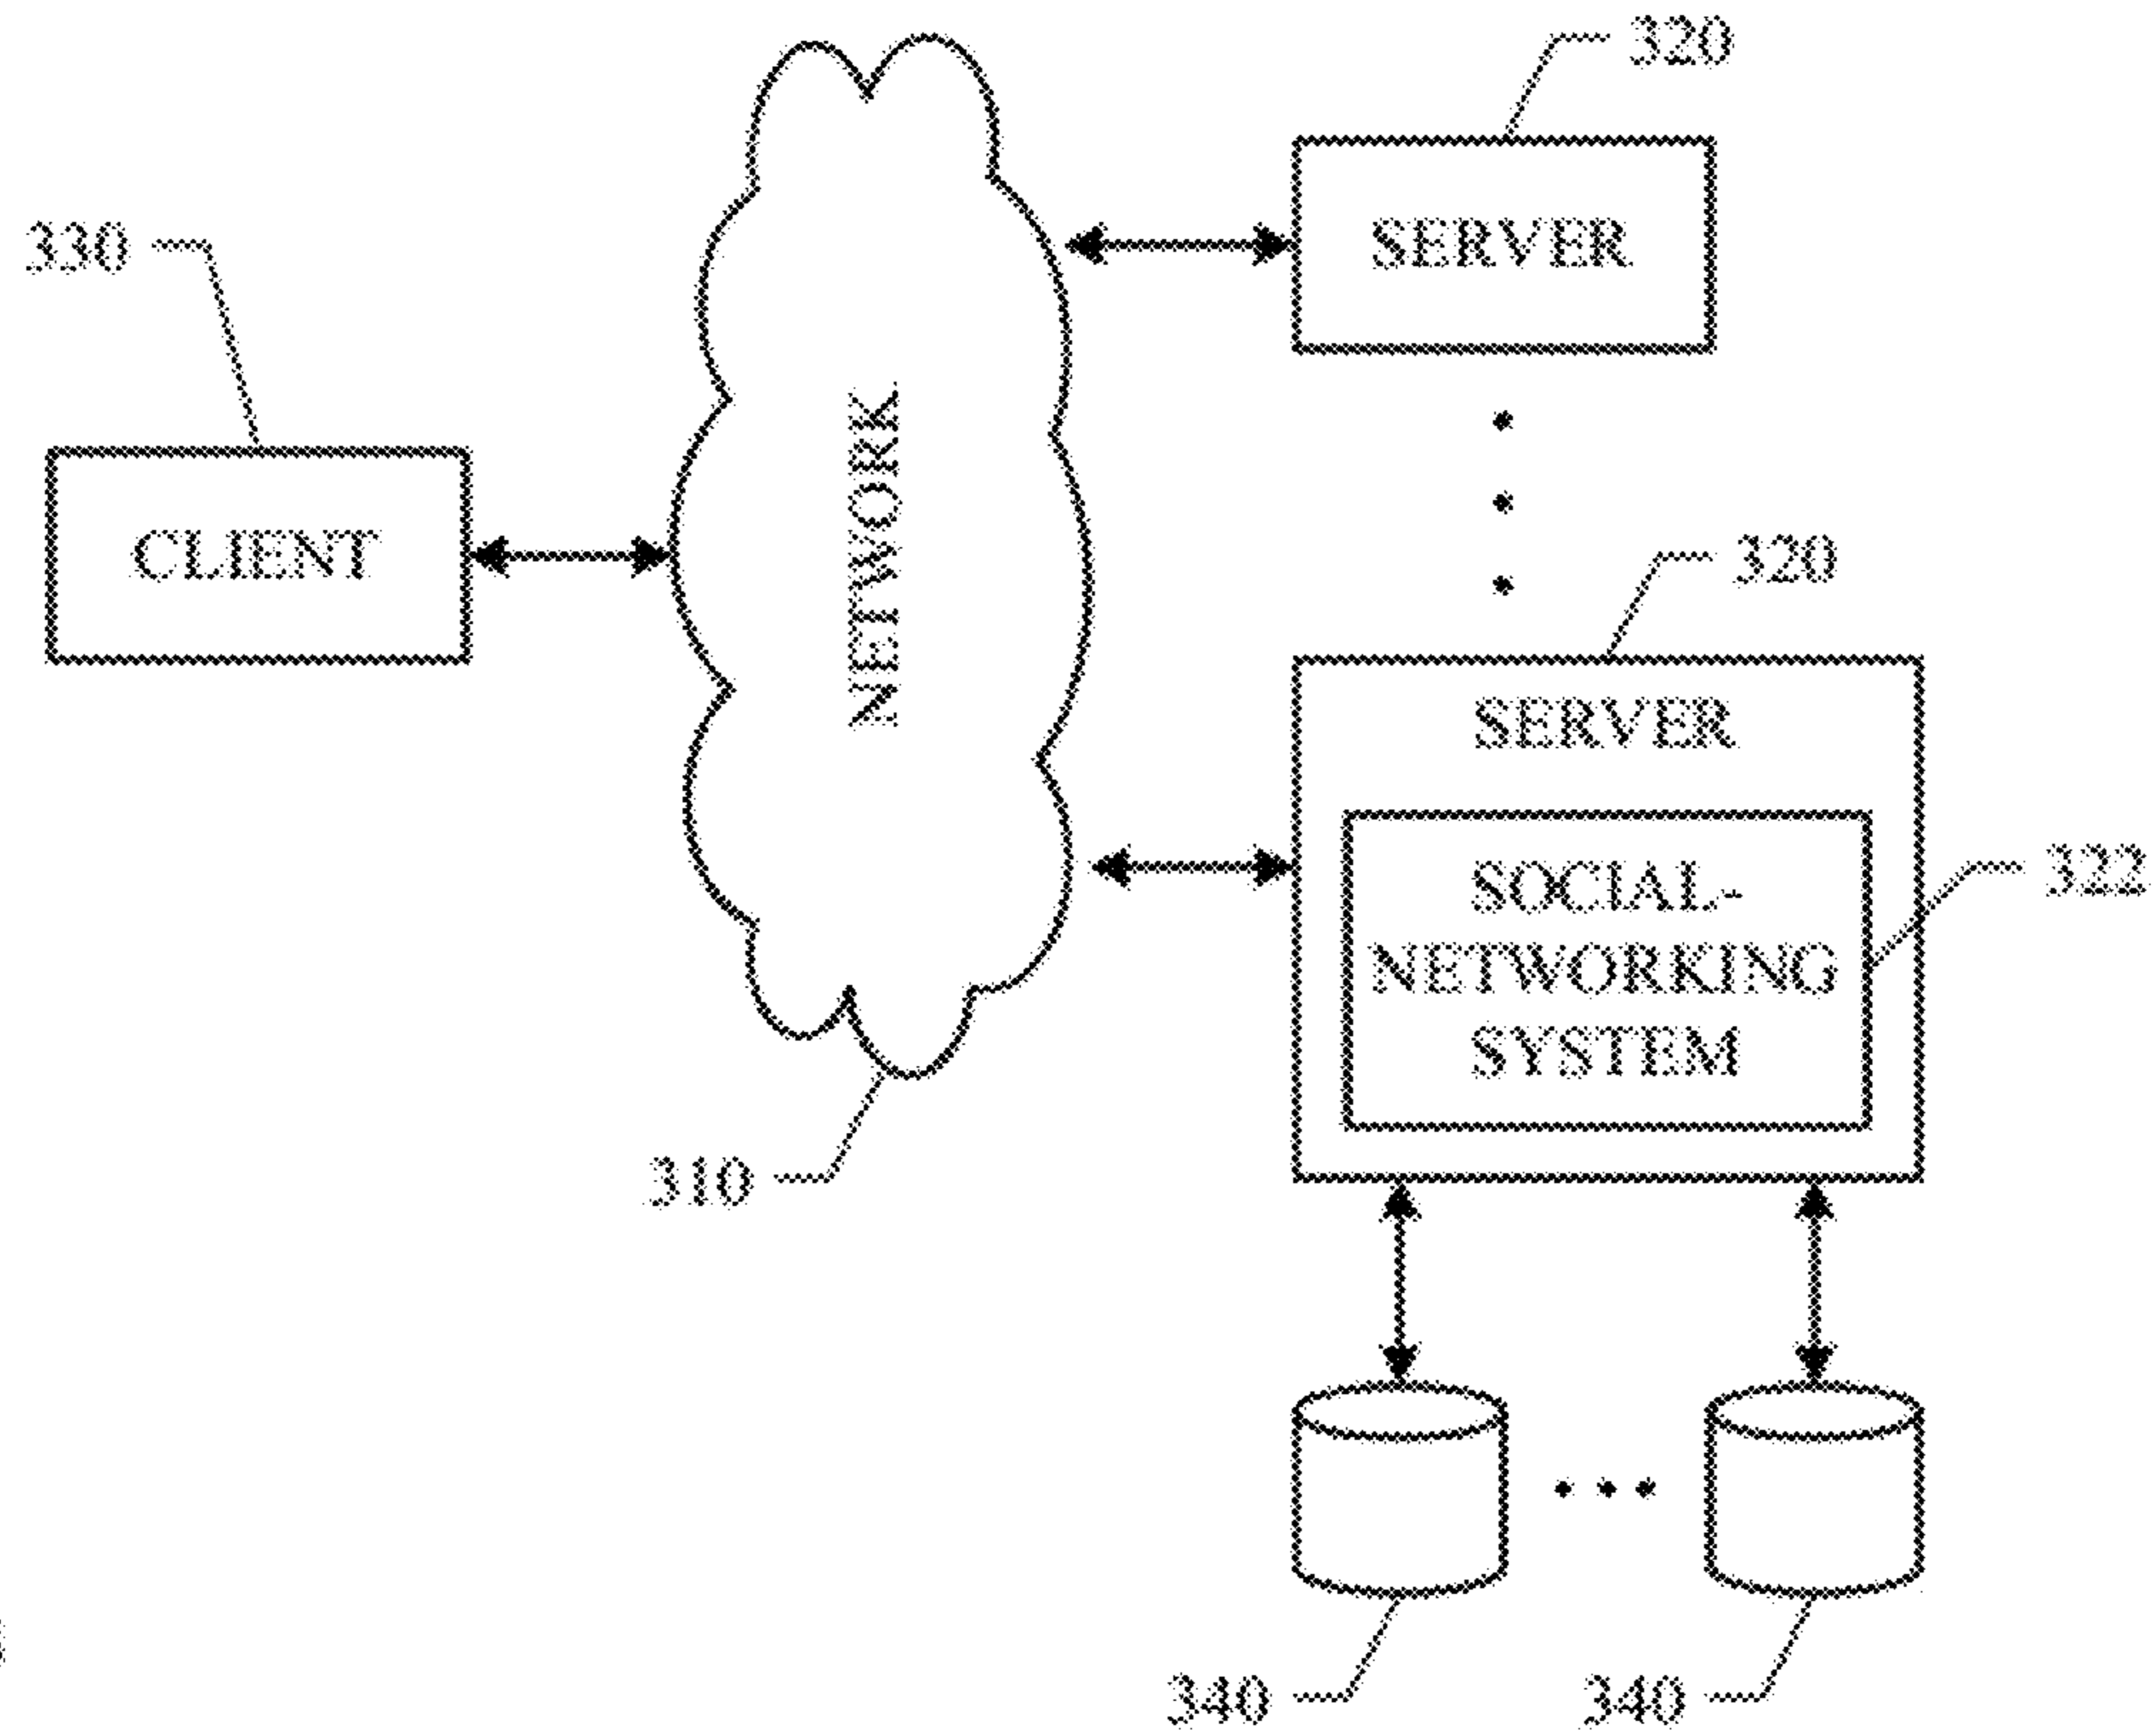 320
330
SERVER
CLIENT
NETWORK
320
SERVER
322
SOCIAL-
NETWORKING
SYSTEM
310
340
340